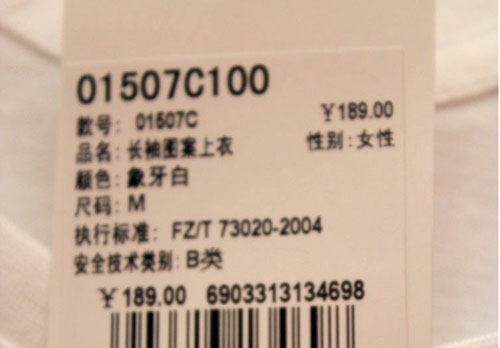 01507C100
款号: 01507C ￥189.00
品名: 长袖图案上衣 性别:女性
颜色:象牙白
尺码: M
执行标准: FZ/T 73020-2004
安全技术类别: B类
￥189.00 6903313134698